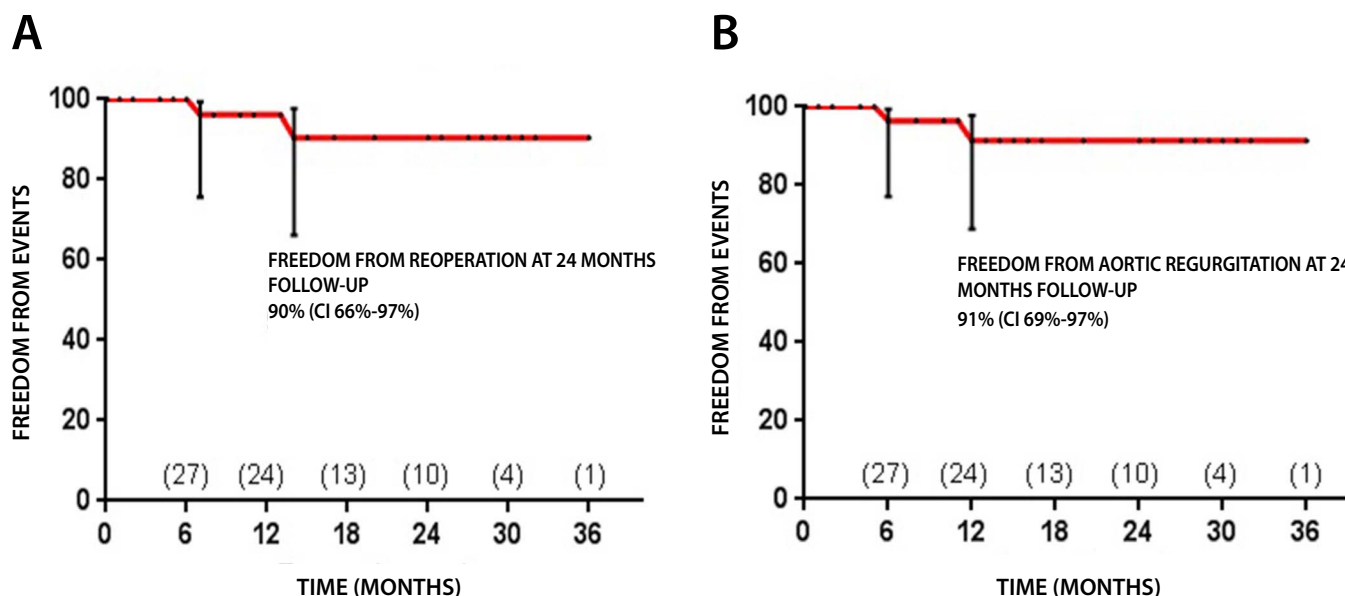 A
FREEDOM FROM EVENTS
100
80
60
40
20
0
FREEDOM FROM REOPERATION AT 24 MONTHS
FOLLOW-UP
90% (CI 66%-97%)
(27) (24) (13) (10) (4) (1)
0 6 12 18 24 30 36
TIME (MONTHS)
B
FREEDOM FROM EVENTS
100
80
60
40
20
0
FREEDOM FROM AORTIC REGURGITATION AT 24
MONTHS FOLLOW-UP
91% (CI 69%-97%)
(27) (24) (13) (10) (4) (1)
0 6 12 18 24 30 36
TIME (MONTHS)